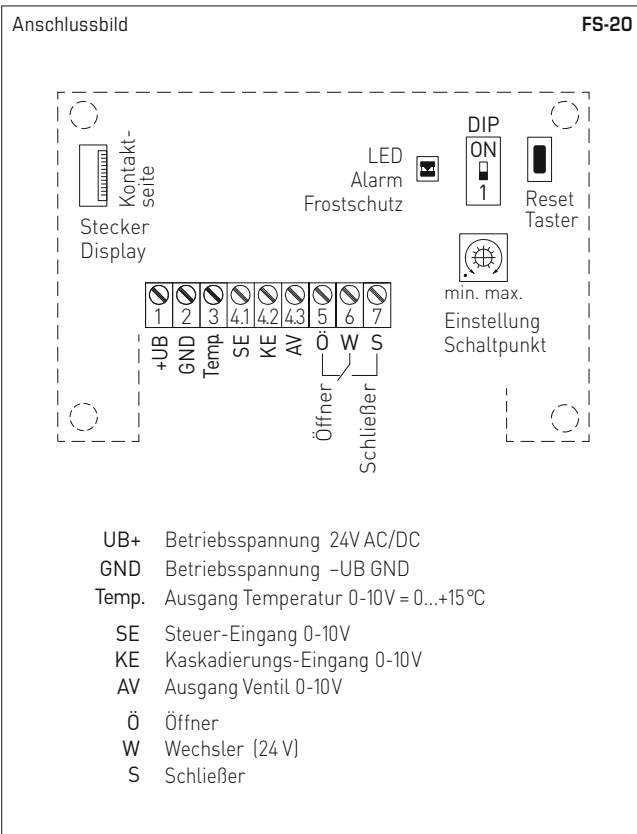 Anschlussbild FS-20
DIP
ON
1
LED
Alarm
Frostschutz
Kontakt-
seite
Stecker
Display
Reset
Taster
min. max.
Einstellung
Schaltpunkt
1 2 3 4.1 4.2 4.3 5 6 7
+UB GND Temp SE KE AV Ö W S
Öffner
Schließer
UB+ Betriebsspannung 24V AC/DC
GND Betriebsspannung –UB GND
Temp. Ausgang Temperatur 0-10V = 0...+15°C
SE Steuer-Eingang 0-10V
KE Kaskadierungs-Eingang 0-10V
AV Ausgang Ventil 0-10V
Ö Öffner
W Wechsler (24 V)
S Schließer